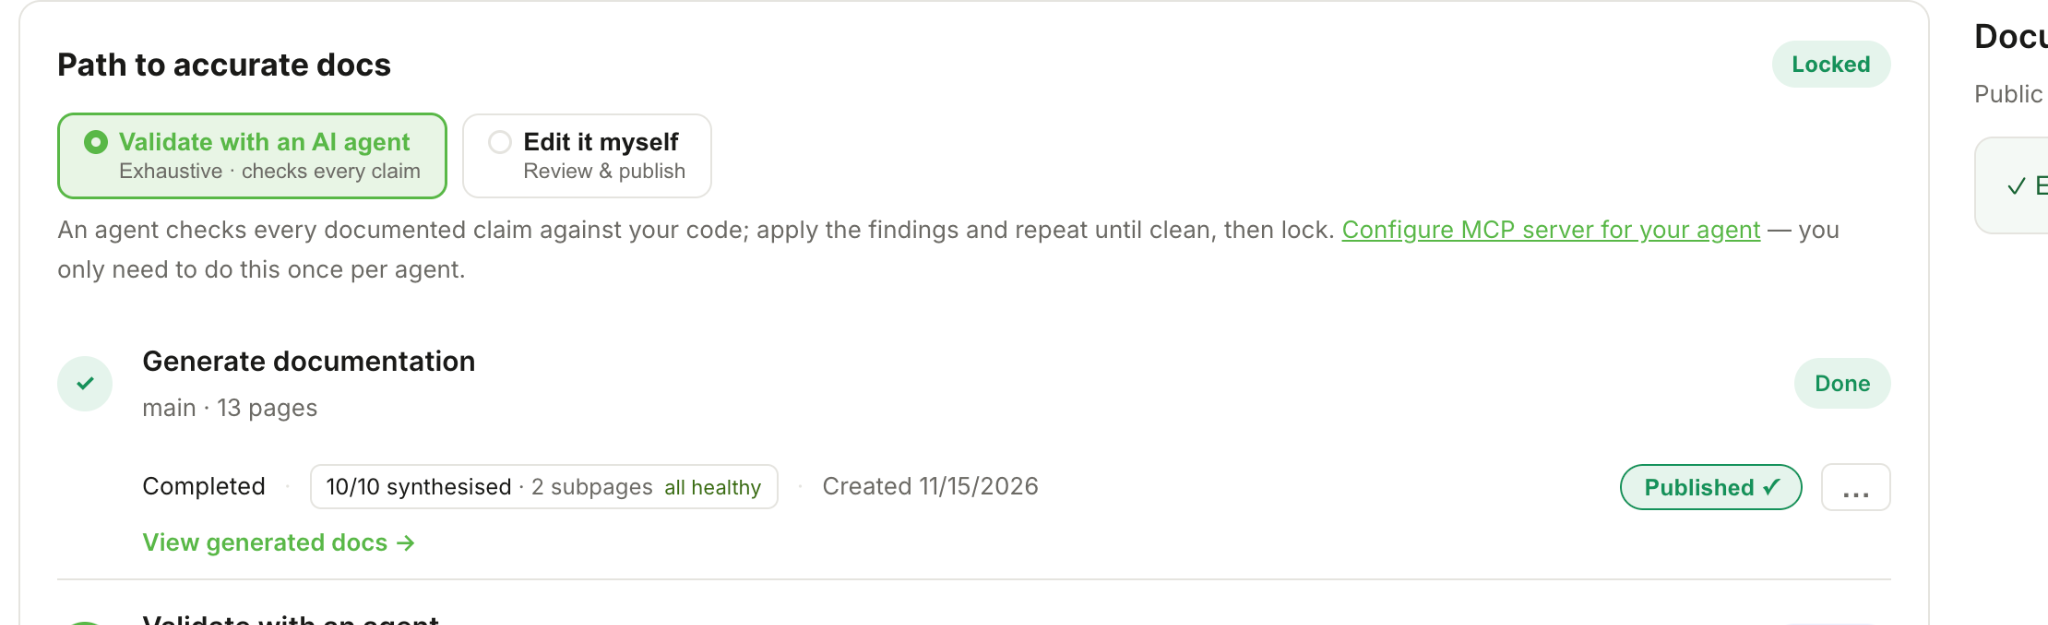 Path to accurate docs
Locked
Validate with an AI agent
Exhaustive · checks every claim
Edit it myself
Review & publish
An agent checks every documented claim against your code; apply the findings and repeat until clean, then lock. Configure MCP server for your agent — you
only need to do this once per agent.
Generate documentation
main · 13 pages
Done
Completed · 10/10 synthesised · 2 subpages all healthy · Created 11/15/2026
Published ✓
...
View generated docs →
Validate with an agent
Docu
Public
✓ E